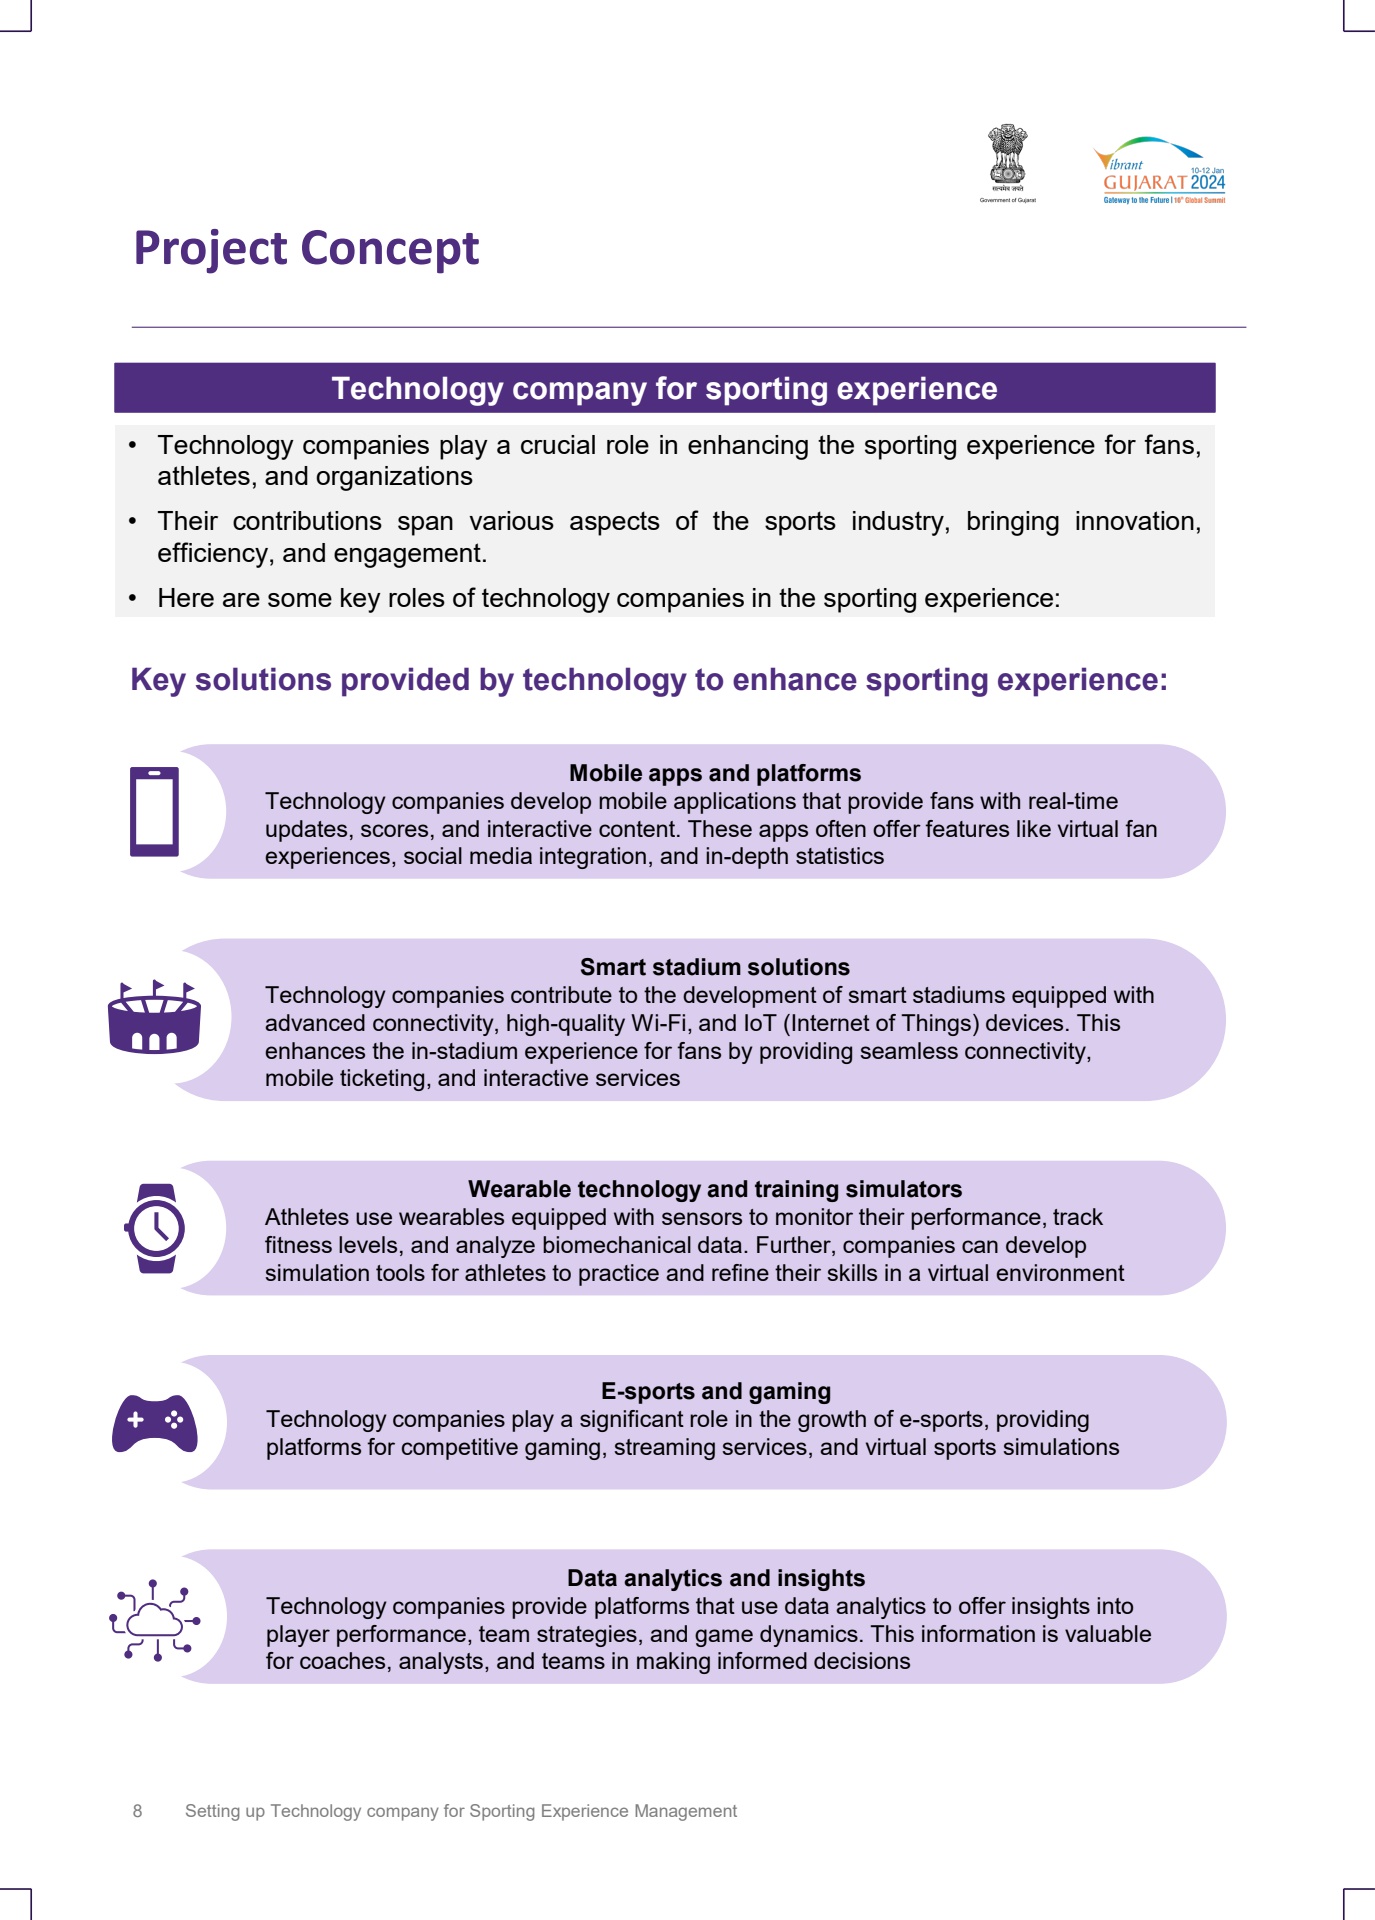 सत्यमेव जयते
Government of Gujarat
Vibrant
10-12 Jan
GUJARAT 2024
Gateway to the Future | 10th Global Summit
Project Concept
Technology company for sporting experience
• Technology companies play a crucial role in enhancing the sporting experience for fans,
athletes, and organizations
• Their contributions span various aspects of the sports industry, bringing innovation,
efficiency, and engagement.
• Here are some key roles of technology companies in the sporting experience:
Key solutions provided by technology to enhance sporting experience:
Mobile apps and platforms
Technology companies develop mobile applications that provide fans with real-time
updates, scores, and interactive content. These apps often offer features like virtual fan
experiences, social media integration, and in-depth statistics
Smart stadium solutions
Technology companies contribute to the development of smart stadiums equipped with
advanced connectivity, high-quality Wi-Fi, and IoT (Internet of Things) devices. This
enhances the in-stadium experience for fans by providing seamless connectivity,
mobile ticketing, and interactive services
Wearable technology and training simulators
Athletes use wearables equipped with sensors to monitor their performance, track
fitness levels, and analyze biomechanical data. Further, companies can develop
simulation tools for athletes to practice and refine their skills in a virtual environment
E-sports and gaming
Technology companies play a significant role in the growth of e-sports, providing
platforms for competitive gaming, streaming services, and virtual sports simulations
Data analytics and insights
Technology companies provide platforms that use data analytics to offer insights into
player performance, team strategies, and game dynamics. This information is valuable
for coaches, analysts, and teams in making informed decisions
8 Setting up Technology company for Sporting Experience Management